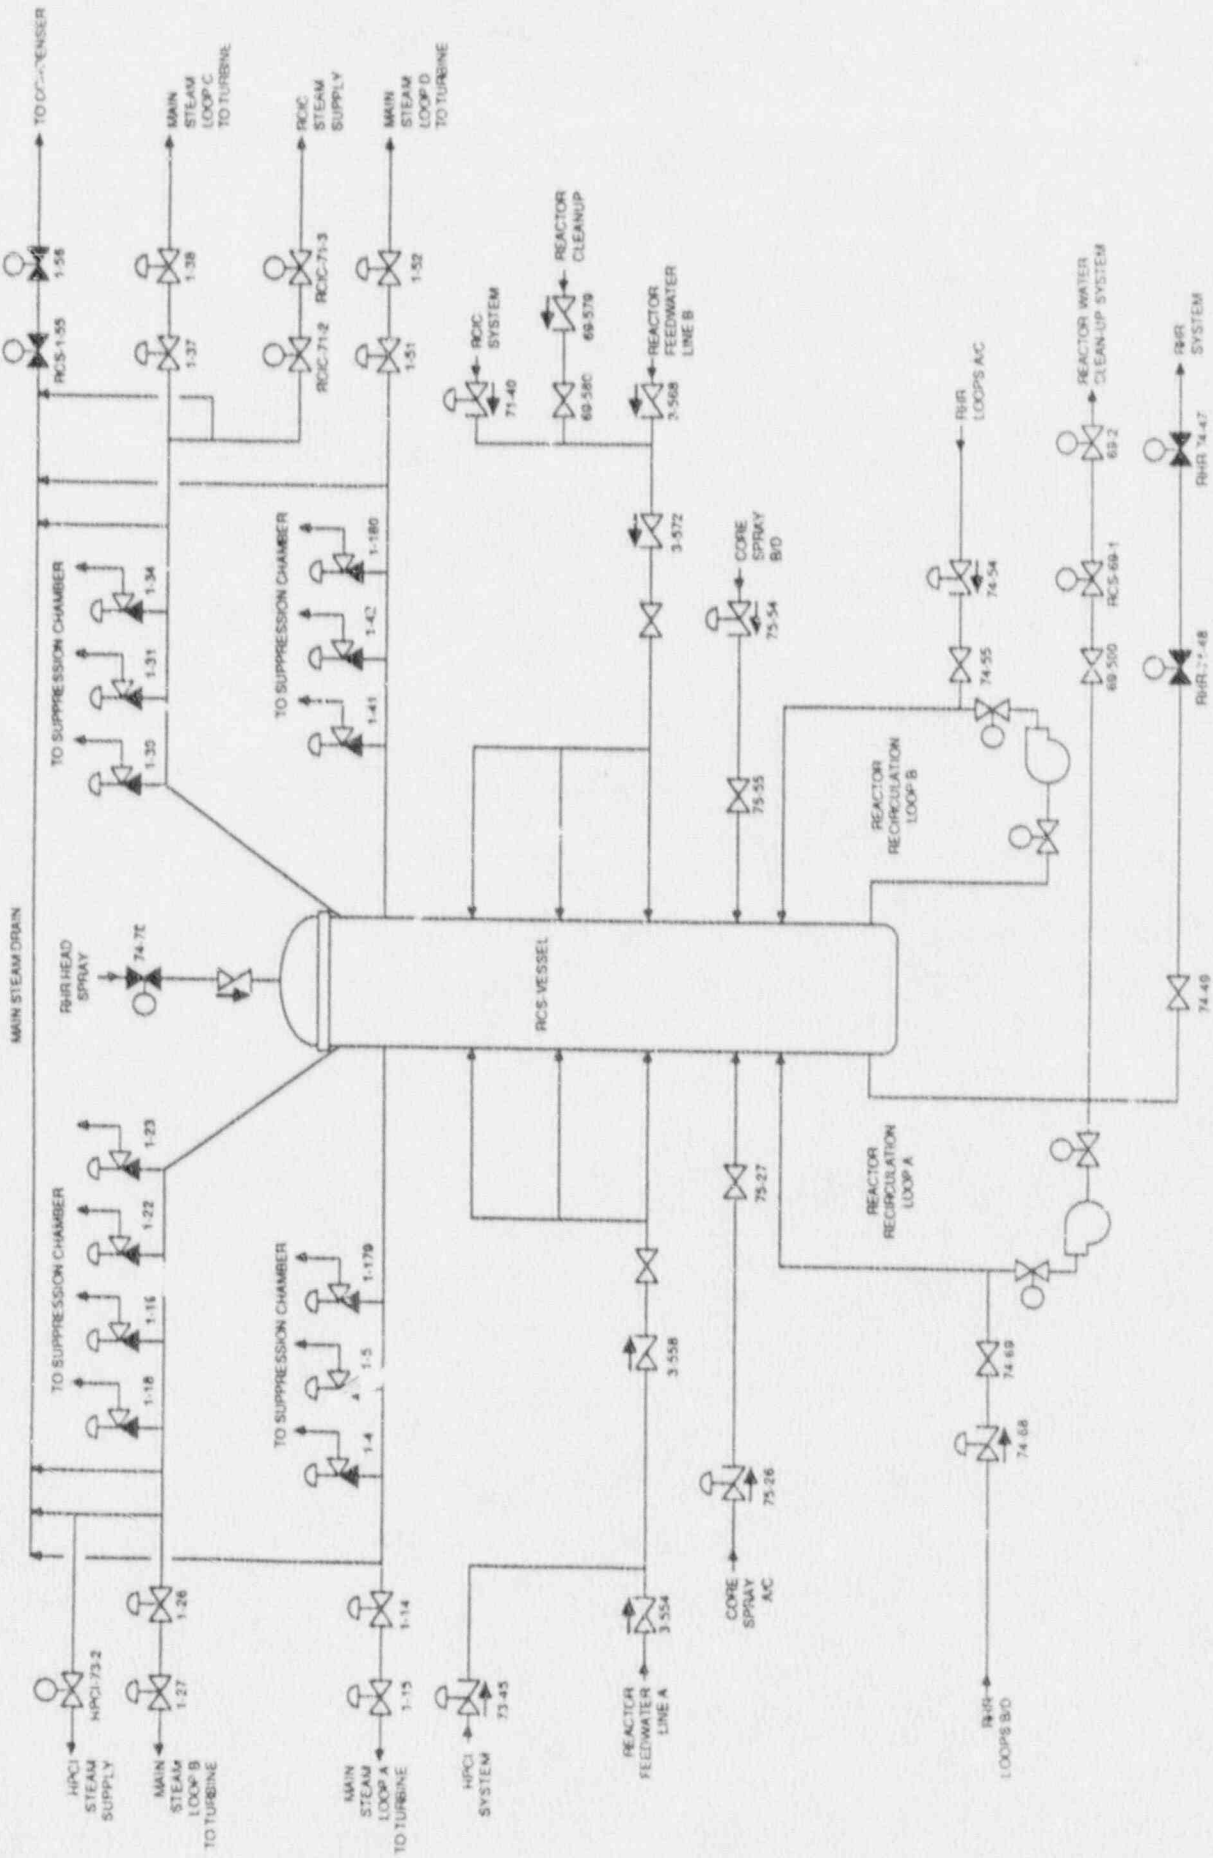 MAIN STEAM DRAIN
TO CONDENSER
RCS-1-55
1-56
HPCI-73-2
HPCI
STEAM
SUPPLY
TO SUPPRESSION CHAMBER
1-18
1-19
1-22
1-23
RHR HEAD
SPRAY
TO SUPPRESSION CHAMBER
1-30
1-31
1-34
1-37
1-38
MAIN
STEAM
LOOP C
TO TURBINE
MAIN
STEAM
LOOP B
TO TURBINE
1-27
1-26
RCIC-71-2
RCIC-71-3
RCIC
STEAM
SUPPLY
TO SUPPRESSION CHAMBER
1-4
1-5
1-179
TO SUPPRESSION CHAMBER
1-41
1-42
1-180
1-51
1-52
MAIN
STEAM
LOOP D
TO TURBINE
MAIN
STEAM
LOOP A
TO TURBINE
1-15
1-14
HPCI
SYSTEM
73-45
RCS-VESSEL
71-40
RCIC
SYSTEM
69-580
69-579
REACTOR
CLEANUP
REACTOR
FEEDWATER
LINE A
3-554
3-558
3-572
3-568
REACTOR
FEEDWATER
LINE B
CORE
SPRAY
A/C
75-26
75-27
75-55
75-54
CORE
SPRAY
B/D
REACTOR
RECIRCULATION
LOOP A
REACTOR
RECIRCULATION
LOOP B
RHR
LOOPS B/D
74-68
74-69
74-55
74-54
RHR
LOOPS A/C
69-500
RCS-69-1
69-2
REACTOR WATER
CLEAN-UP SYSTEM
74-49
RHR-74-47
RHR
SYSTEM